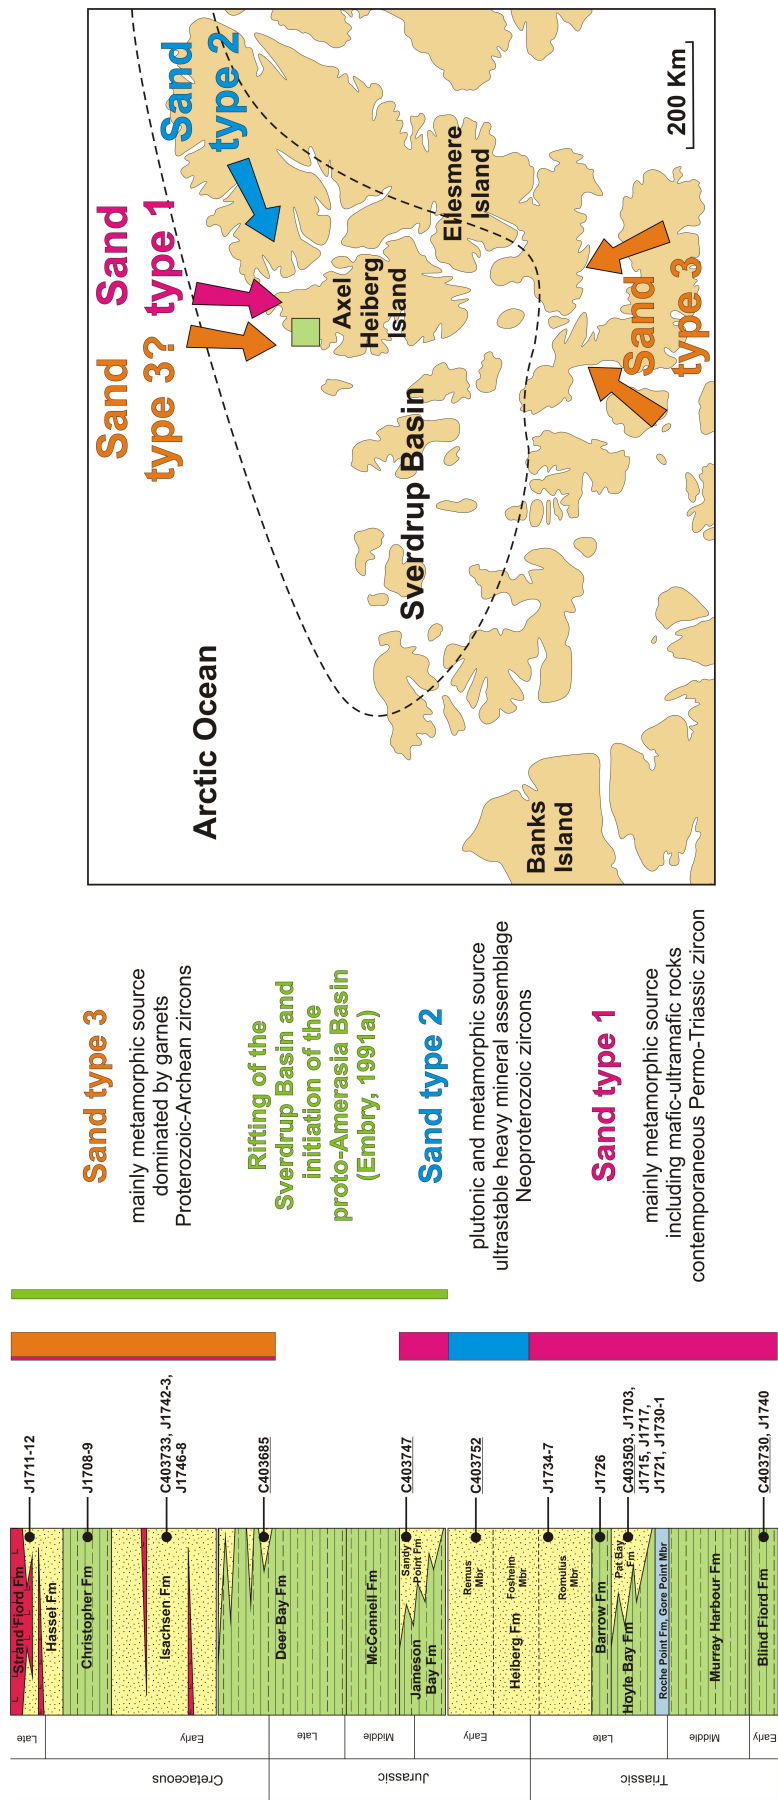 Late
Early
Late
Middle
Early
Late
Middle
Early
Cretaceous
Jurassic
Triassic
Strand Fiord Fm
Hassel Fm
Christopher Fm
Isachsen Fm
Deer Bay Fm
McConnell Fm
Jameson
Bay Fm
Sandy
Point Fm
Heiberg Fm
Remus
Mbr
Fosheim
Mbr
Romulus
Mbr
Barrow Fm
Hoyle Bay Fm
Pat Bay
Fm
Roche Point Fm, Gore Point Mbr
Murray Harbour Fm
Blind Fiord Fm
J1711-12
J1708-9
C403733, J1742-3,
J1746-8
C403685
C403747
C403752
J1734-7
J1726
C403503, J1703,
J1715, J1717,
J1721, J1730-1
C403730, J1740
Sand type 3
mainly metamorphic source
dominated by garnets
Proterozoic-Archean zircons
Rifting of the
Sverdrup Basin and
initiation of the
proto-Amerasia Basin
(Embry, 1991a)
Sand type 2
plutonic and metamorphic source
ultrastable heavy mineral assemblage
Neoproterozoic zircons
Sand type 1
mainly metamorphic source
including mafic-ultramafic rocks
contemporaneous Permo-Triassic zircon
Arctic Ocean
Sand
type 3?
Sand
type 1
Sand
type 2
Axel
Heiberg
Island
Ellesmere
Island
Sverdrup Basin
Sand
type 3
Banks
Island
200 Km